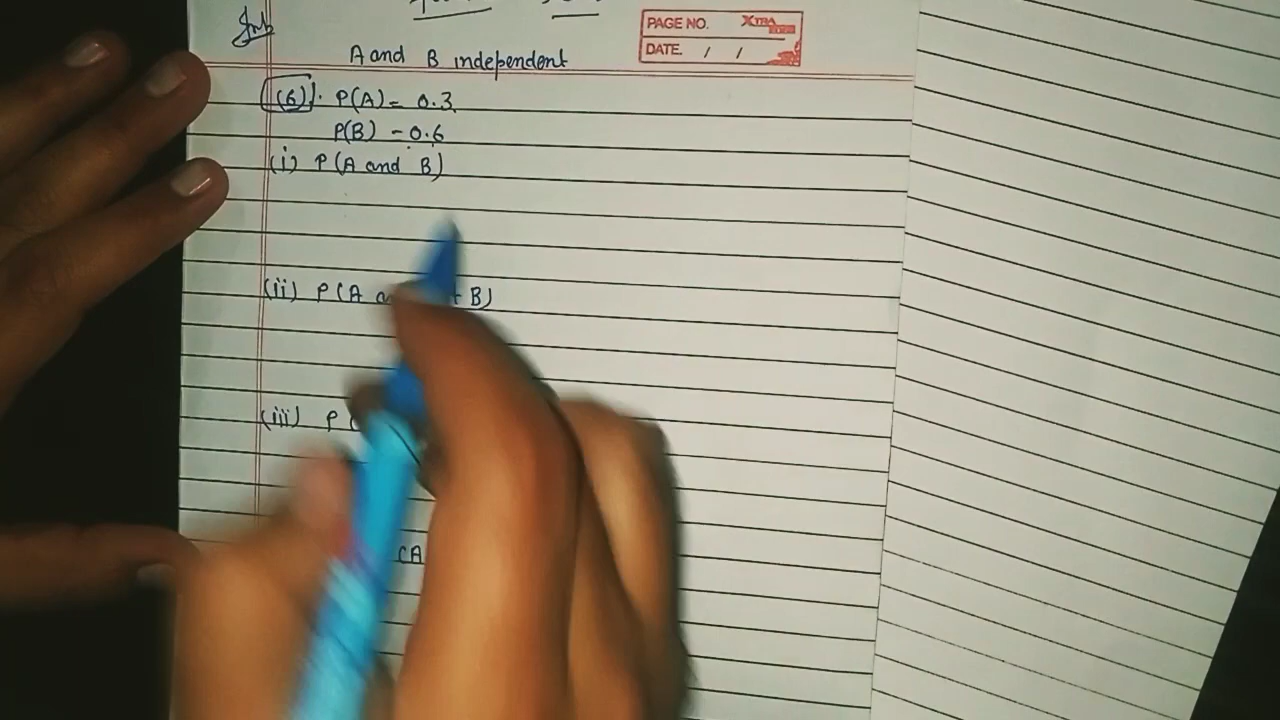 PAGE NO.
DATE. / /
A and B independent
(6). P(A) = 0.3
P(B) - 0.6
(i) P(A and B)
(ii) P(A B)
(iii) P(
(A